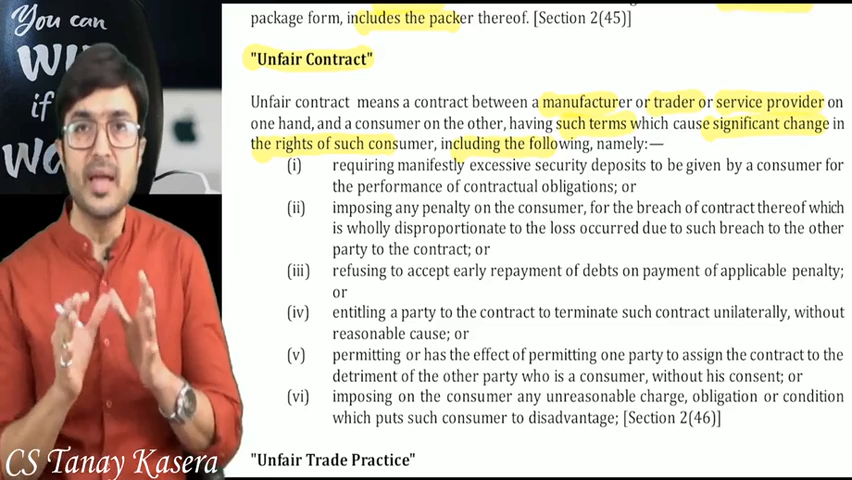 You can
WI
if
wo
package form, includes the packer thereof. [Section 2(45)]
"Unfair Contract"
Unfair contract means a contract between a manufacturer or trader or service provider on
one hand, and a consumer on the other, having such terms which cause significant change in
the rights of such consumer, including the following, namely:—
(i) requiring manifestly excessive security deposits to be given by a consumer for
the performance of contractual obligations; or
(ii) imposing any penalty on the consumer, for the breach of contract thereof which
is wholly disproportionate to the loss occurred due to such breach to the other
party to the contract; or
(iii) refusing to accept early repayment of debts on payment of applicable penalty;
or
(iv) entitling a party to the contract to terminate such contract unilaterally, without
reasonable cause; or
(v) permitting or has the effect of permitting one party to assign the contract to the
detriment of the other party who is a consumer, without his consent; or
(vi) imposing on the consumer any unreasonable charge, obligation or condition
which puts such consumer to disadvantage; [Section 2(46)]
"Unfair Trade Practice"
CS Tanay Kasera